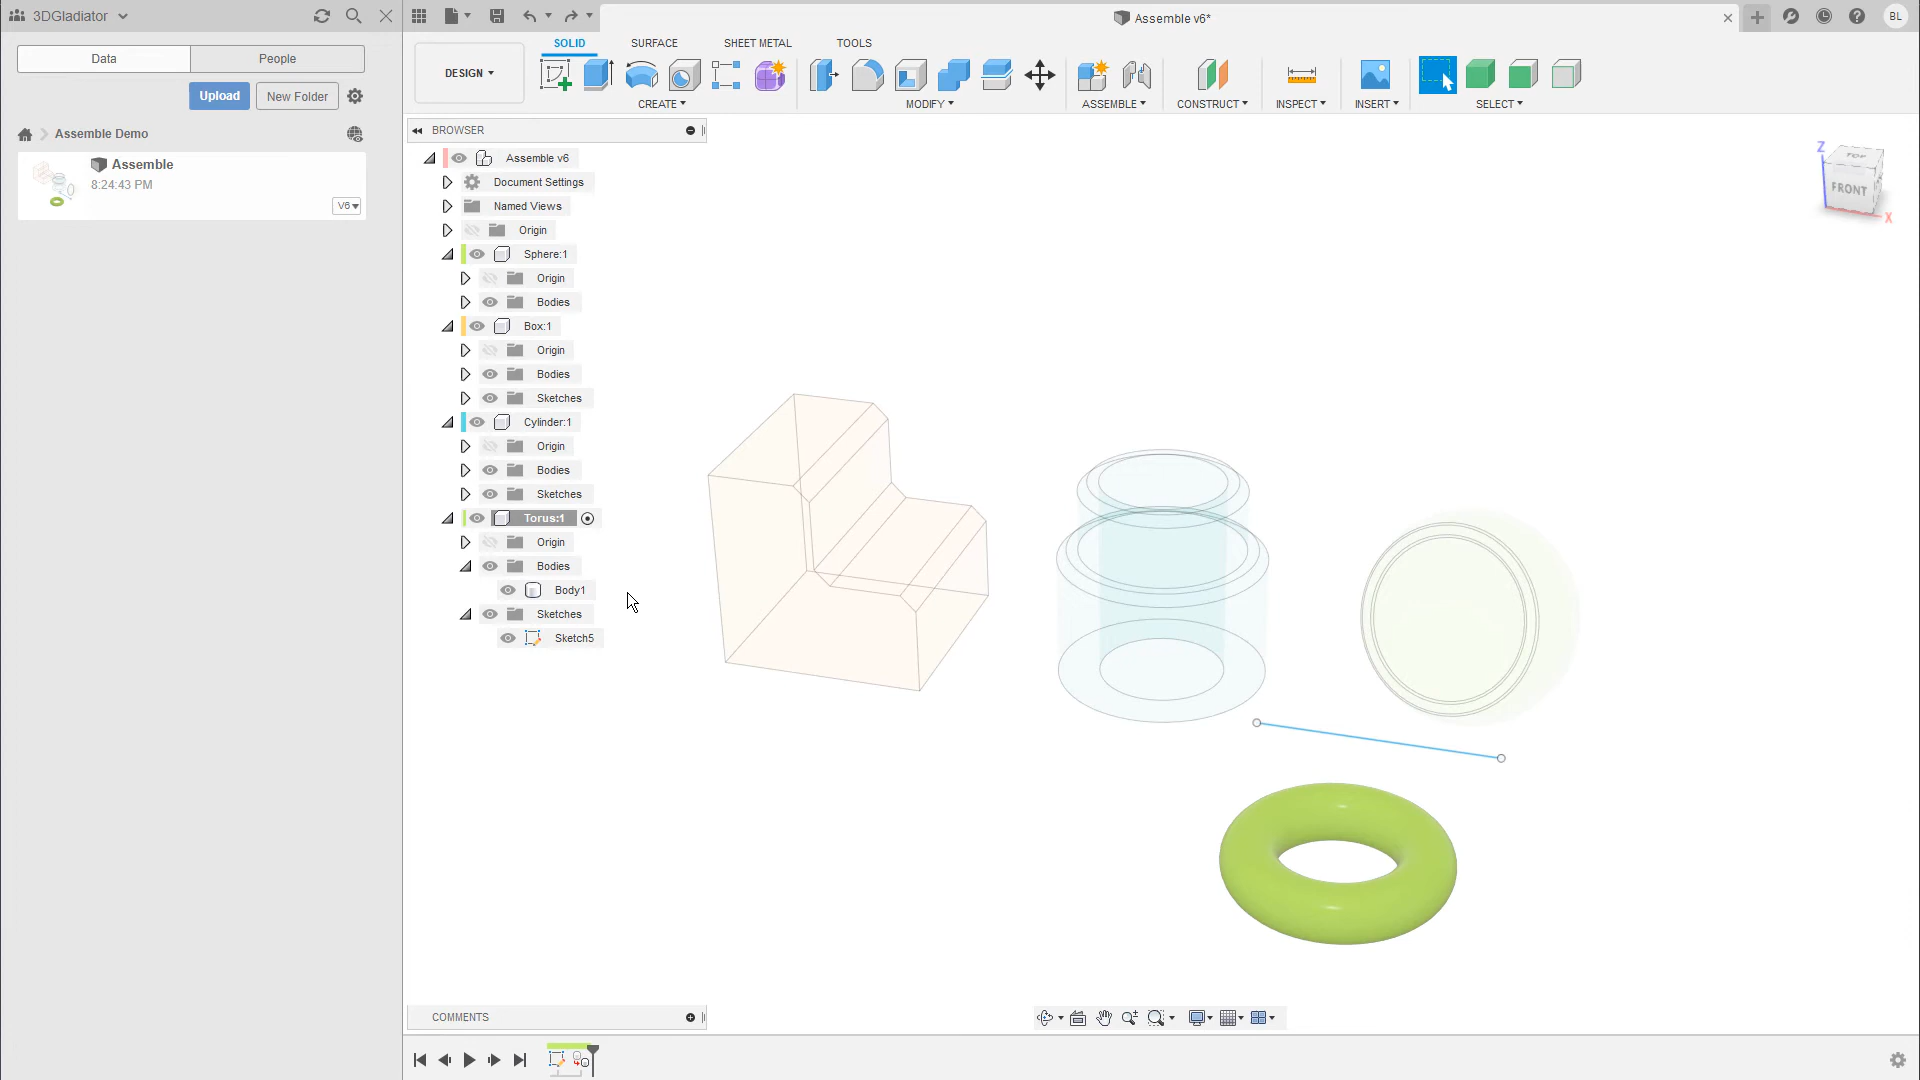 3DGladiator
Assemble v6*
BL
Data
People
Upload
New Folder
Assemble Demo
Assemble
8:24:43 PM
V6
DESIGN
SOLID
SURFACE
SHEET METAL
TOOLS
CREATE
MODIFY
ASSEMBLE
CONSTRUCT
INSPECT
INSERT
SELECT
BROWSER
Assemble v6
Document Settings
Named Views
Origin
Sphere:1
Origin
Bodies
Box:1
Origin
Bodies
Sketches
Cylinder:1
Origin
Bodies
Sketches
Torus:1
Origin
Bodies
Body1
Sketches
Sketch5
Z
TOP
FRONT
X
COMMENTS